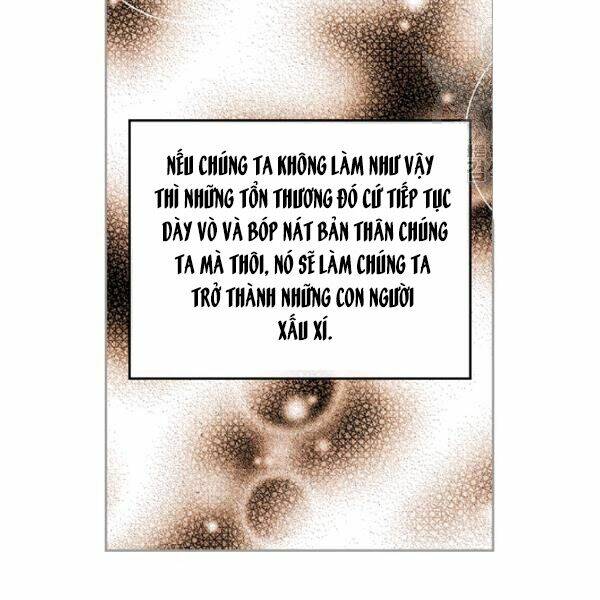 NẾU CHÚNG TA KHÔNG LÀM NHƯ VẬY
THÌ NHỮNG TỔN THƯƠNG ĐÓ CỨ TIẾP TỤC
DÀY VÒ VÀ BÓP NÁT BẢN THÂN CHÚNG
TA MÀ THÔI, NÓ SẼ LÀM CHÚNG TA
TRỞ THÀNH NHỮNG CON NGƯỜI
XẤU XÍ.